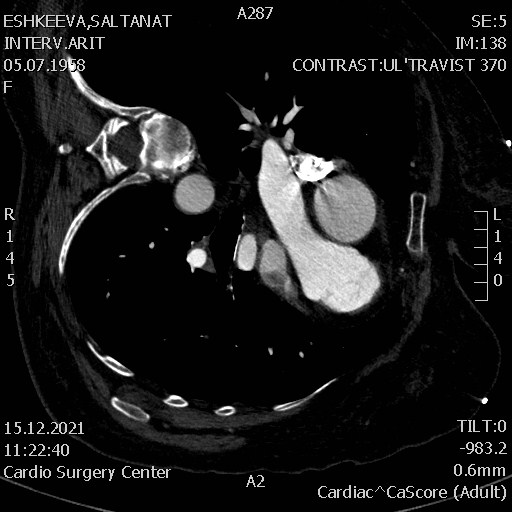 ESHKEEVA,SALTANAT
INTERV.ARIT
05.07.1968
F
A287
SE:5
IM:138
CONTRAST:UL'TRAVIST 370
R
1
4
5
L
1
4
0
15.12.2021
11:22:40
Cardio Surgery Center
A2
TILT:0
-983.2
0.6mm
Cardiac^CaScore (Adult)